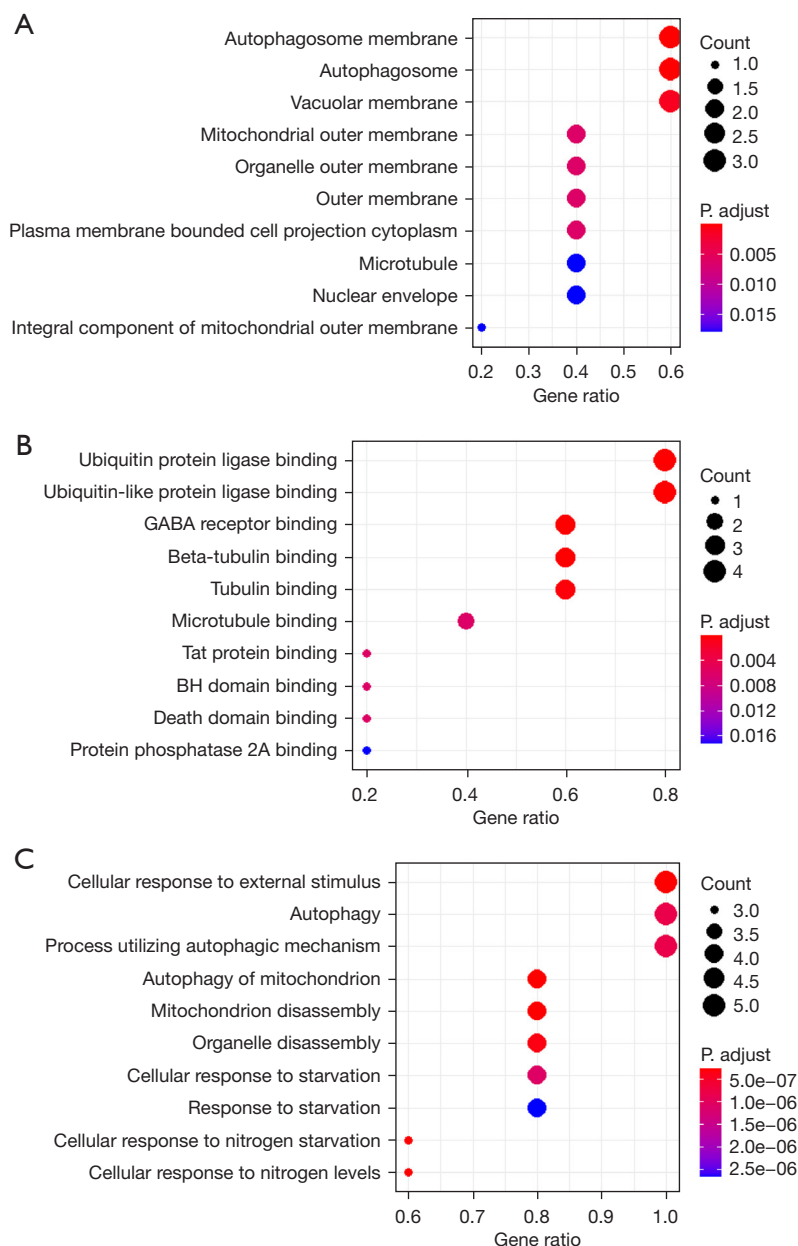 A
Autophagosome membrane
Autophagosome
Vacuolar membrane
Mitochondrial outer membrane
Organelle outer membrane
Outer membrane
Plasma membrane bounded cell projection cytoplasm
Microtubule
Nuclear envelope
Integral component of mitochondrial outer membrane
0.2 0.3 0.4 0.5 0.6
Gene ratio
Count
1.0
1.5
2.0
2.5
3.0
P. adjust
0.005
0.010
0.015
B
Ubiquitin protein ligase binding
Ubiquitin-like protein ligase binding
GABA receptor binding
Beta-tubulin binding
Tubulin binding
Microtubule binding
Tat protein binding
BH domain binding
Death domain binding
Protein phosphatase 2A binding
0.2 0.4 0.6 0.8
Gene ratio
Count
1
2
3
4
P. adjust
0.004
0.008
0.012
0.016
C
Cellular response to external stimulus
Autophagy
Process utilizing autophagic mechanism
Autophagy of mitochondrion
Mitochondrion disassembly
Organelle disassembly
Cellular response to starvation
Response to starvation
Cellular response to nitrogen starvation
Cellular response to nitrogen levels
0.6 0.7 0.8 0.9 1.0
Gene ratio
Count
3.0
3.5
4.0
4.5
5.0
P. adjust
5.0e−07
1.0e−06
1.5e−06
2.0e−06
2.5e−06